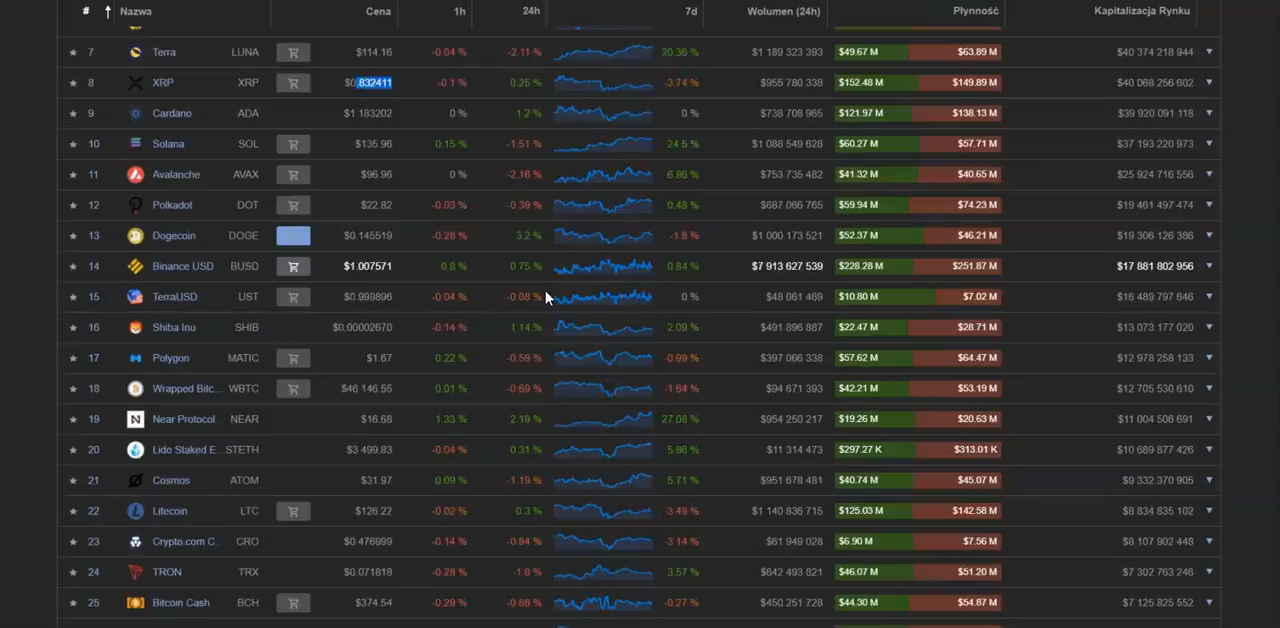 # Nazwa Cena 1h 24h 7d Wolumen (24h) Płynność Kapitalizacja Rynku
7 Terra LUNA $114.16 -0.04 % -2.11 % 20.36 % $1 189 323 393 $49.67 M $63.89 M $40 374 218 944
8 XRP XRP $0.832411 -0.1 % 0.25 % -3.74 % $955 780 338 $152.48 M $149.89 M $40 068 256 602
9 Cardano ADA $1.183202 0 % 1.2 % 0 % $738 708 965 $121.97 M $138.13 M $39 920 091 118
10 Solana SOL $135.96 0.15 % -1.51 % 24.5 % $1 088 549 628 $60.27 M $57.71 M $37 193 220 973
11 Avalanche AVAX $96.96 0 % -2.16 % 6.86 % $753 735 482 $41.32 M $40.65 M $25 924 716 556
12 Polkadot DOT $22.82 -0.03 % -0.39 % 0.48 % $687 065 765 $59.94 M $74.23 M $19 461 497 474
13 Dogecoin DOGE $0.145519 -0.28 % 3.2 % -1.8 % $1 000 173 521 $52.37 M $46.21 M $19 306 126 386
14 Binance USD BUSD $1.007571 0.8 % 0.75 % 0.84 % $7 913 627 539 $228.28 M $251.87 M $17 881 802 956
15 TerraUSD UST $0.999896 -0.04 % -0.08 % 0 % $48 061 469 $10.80 M $7.02 M $16 489 797 646
16 Shiba Inu SHIB $0.00002670 -0.14 % 1.14 % 2.09 % $491 896 887 $22.47 M $28.71 M $13 073 177 020
17 Polygon MATIC $1.67 0.22 % -0.59 % -0.99 % $397 066 338 $57.62 M $64.47 M $12 978 258 133
18 Wrapped Bitc... WBTC $46 146.55 0.01 % -0.69 % -1.64 % $94 671 393 $42.21 M $53.19 M $12 705 530 610
19 Near Protocol NEAR $16.68 1.33 % 2.19 % 27.08 % $954 250 217 $19.26 M $20.63 M $11 004 506 691
20 Lido Staked E... STETH $3 499.83 -0.04 % 0.31 % 5.86 % $11 314 473 $297.27 K $313.01 K $10 689 877 426
21 Cosmos ATOM $31.97 0.09 % -1.19 % 5.71 % $951 678 481 $40.74 M $45.07 M $9 332 370 905
22 Litecoin LTC $126.22 -0.02 % 0.3 % -3.49 % $1 140 836 715 $125.03 M $142.58 M $8 834 835 102
23 Crypto.com C... CRO $0.476999 -0.14 % -0.94 % -3.14 % $61 949 028 $6.90 M $7.56 M $8 107 902 448
24 TRON TRX $0.071818 -0.28 % -1.8 % 3.57 % $642 493 821 $46.07 M $51.20 M $7 302 763 246
25 Bitcoin Cash BCH $374.54 -0.29 % -0.88 % -0.27 % $450 251 728 $44.30 M $54.87 M $7 125 825 552